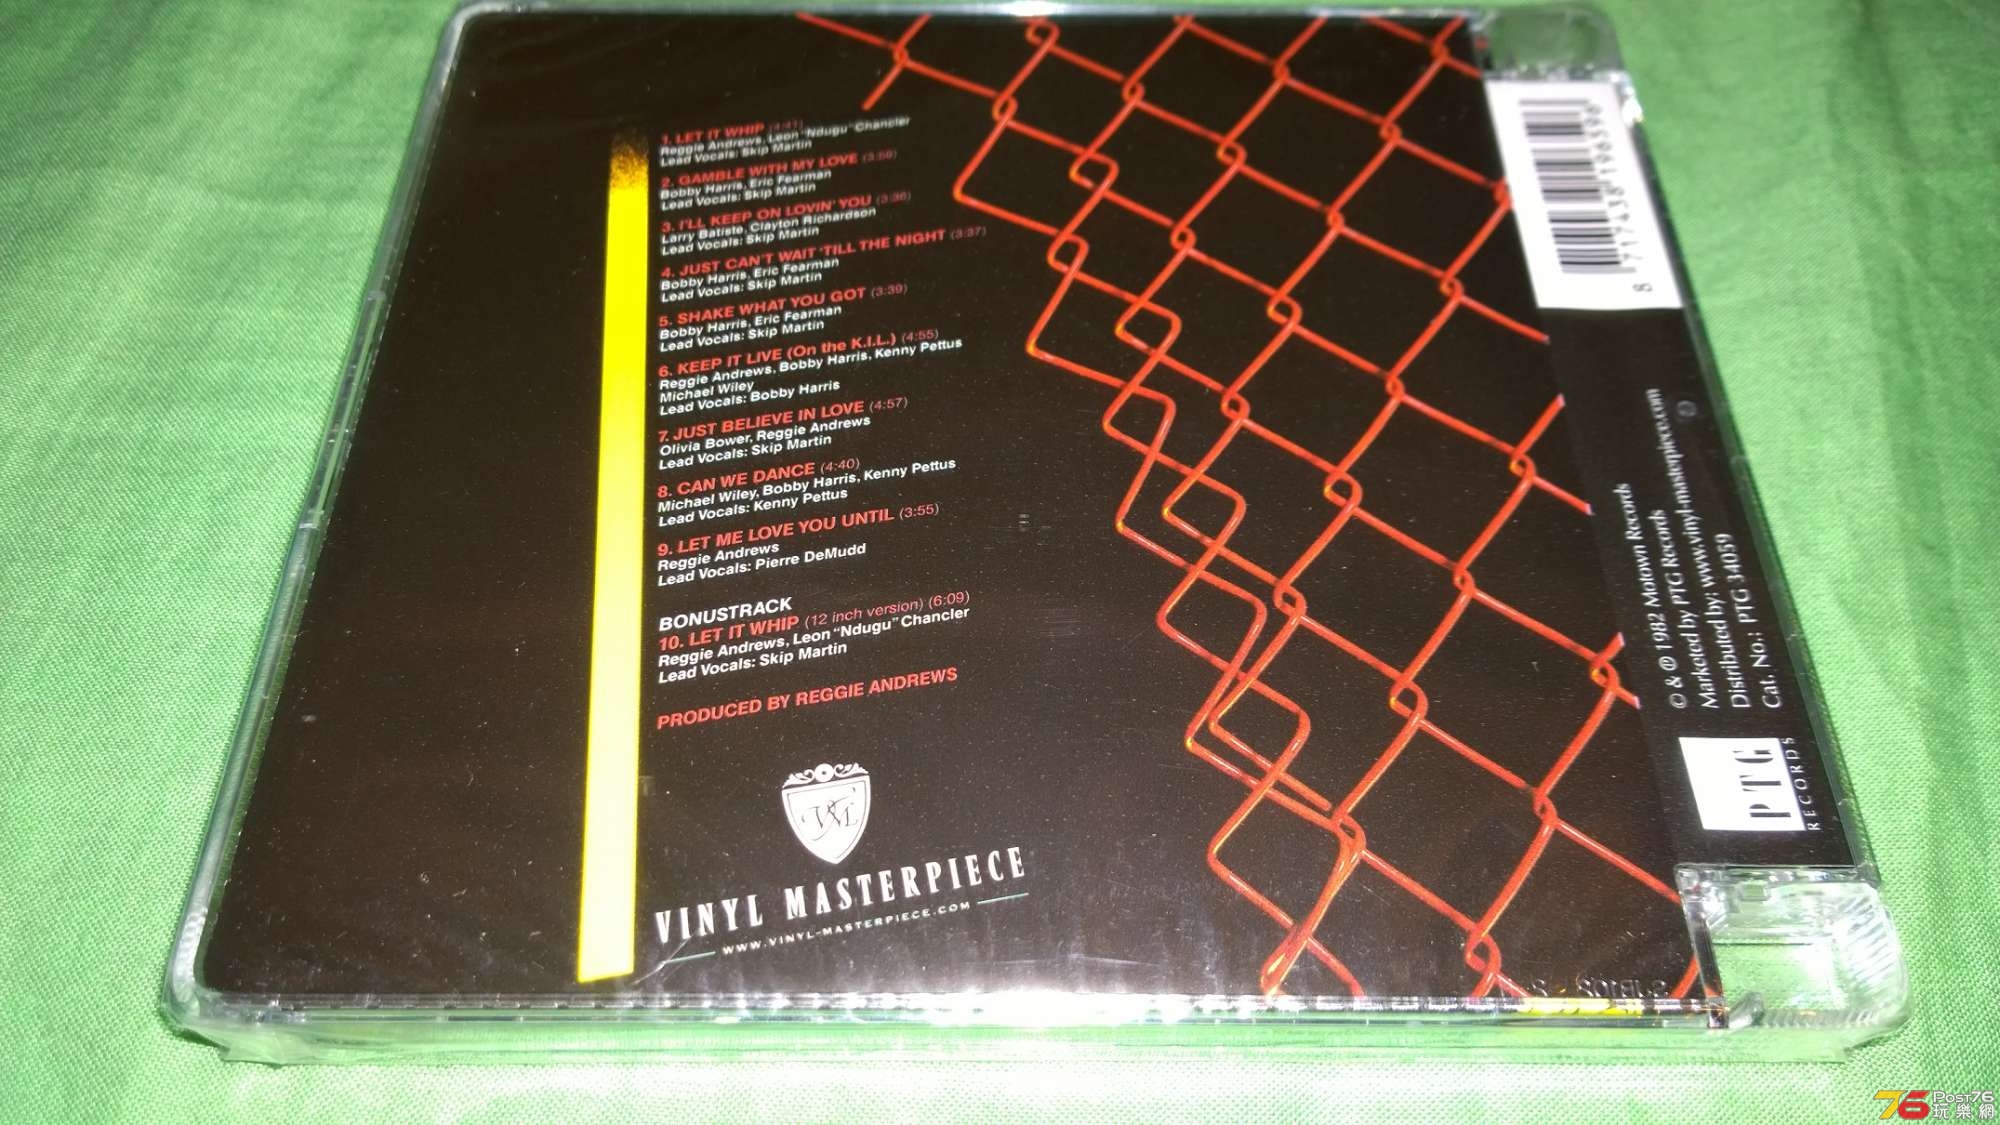 1. LET IT WHIP (4:41)
Reggie Andrews, Leon "Ndugu" Chancler
Lead Vocals: Skip Martin
2. GAMBLE WITH MY LOVE (3:59)
Bobby Harris, Eric Fearman
Lead Vocals: Skip Martin
3. I'LL KEEP ON LOVIN' YOU (3:36)
Larry Batiste, Clayton Richardson
Lead Vocals: Skip Martin
4. JUST CAN'T WAIT 'TILL THE NIGHT (3:37)
Bobby Harris, Eric Fearman
Lead Vocals: Skip Martin
5. SHAKE WHAT YOU GOT (3:39)
Bobby Harris, Eric Fearman
Lead Vocals: Skip Martin
6. KEEP IT LIVE (On the K.I.L.) (4:55)
Reggie Andrews, Bobby Harris, Kenny Pettus
Michael Wiley
Lead Vocals: Bobby Harris
7. JUST BELIEVE IN LOVE (4:57)
Olivia Bower, Reggie Andrews
Lead Vocals: Skip Martin
8. CAN WE DANCE (4:40)
Michael Wiley, Bobby Harris, Kenny Pettus
Lead Vocals: Kenny Pettus
9. LET ME LOVE YOU UNTIL (3:55)
Reggie Andrews
Lead Vocals: Pierre DeMudd
BONUSTRACK
10. LET IT WHIP (12 inch version) (6:09)
Reggie Andrews, Leon "Ndugu" Chancler
Lead Vocals: Skip Martin
PRODUCED BY REGGIE ANDREWS
VM
VINYL MASTERPIECE
WWW.VINYL-MASTERPIECE.COM
8 717438 196596
© & ℗ 1982 Motown Records
Marketed by PTG Records
Distributed by: www.vinyl-masterpiece.com
Cat. No.: PTG 34059
PTG
RECORDS
76 Post76
玩樂網